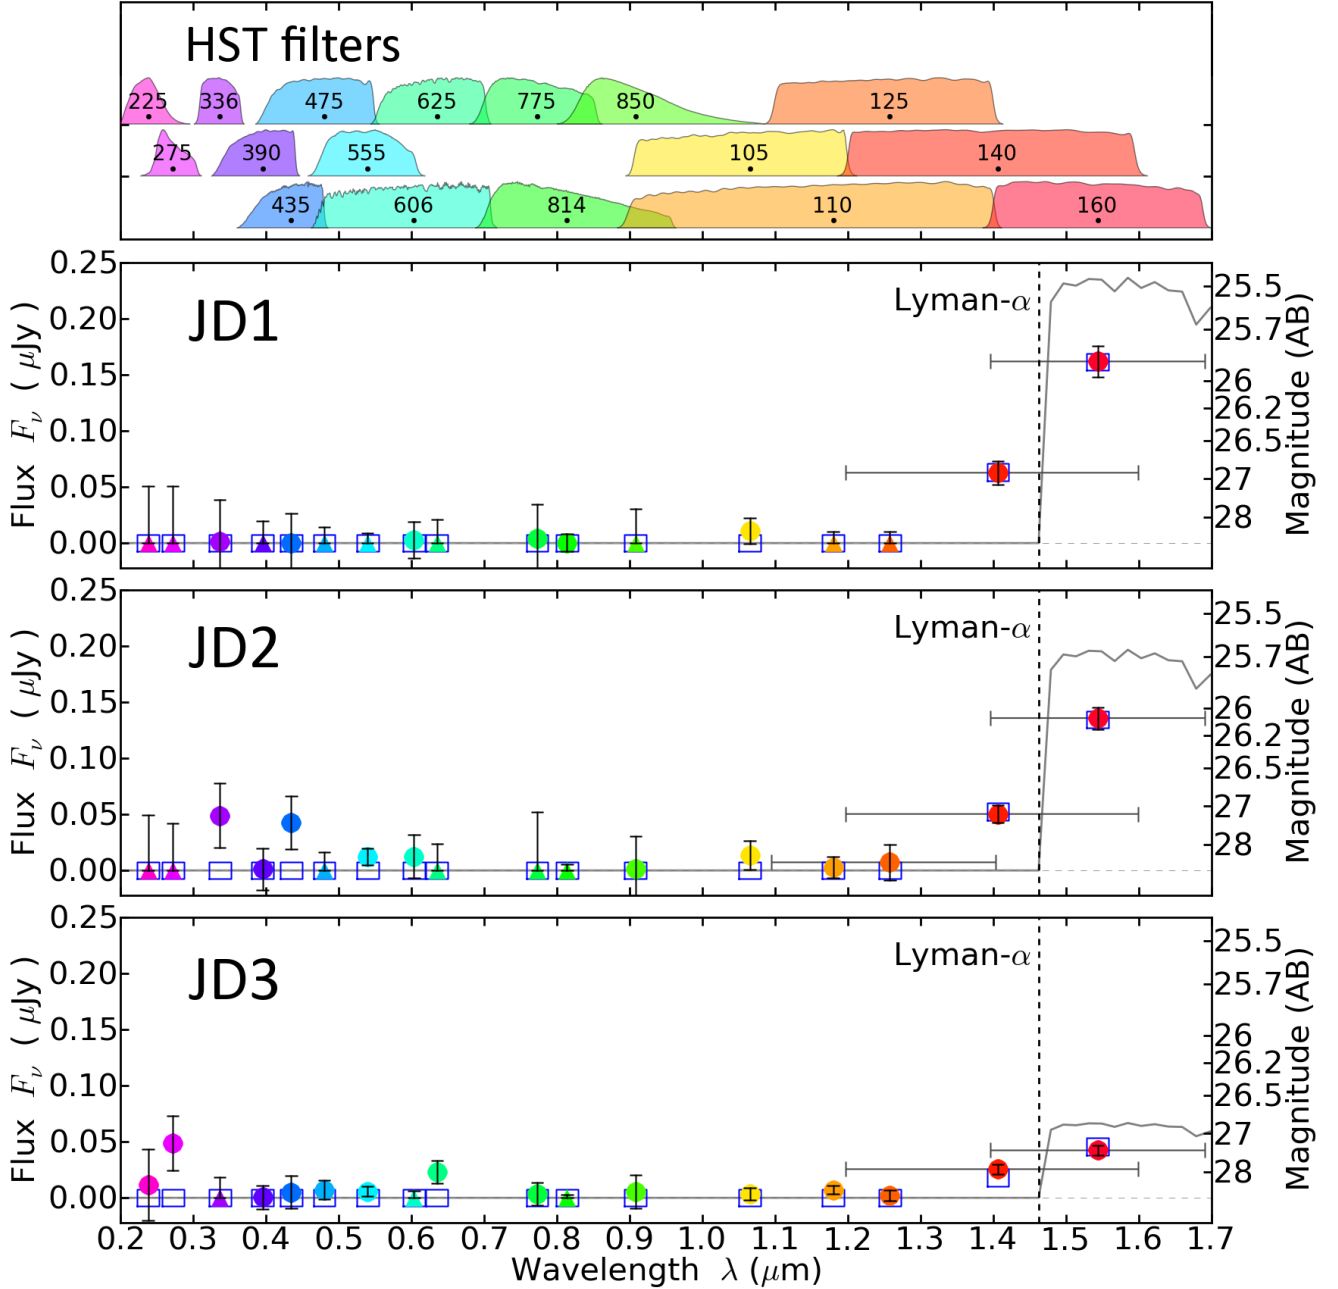 HST filters
225 336 475 625 775 850 125
275 390 555 105 140
435 606 814 110 160
JD1
Lyman-α
Flux Fν ( μJy )
0.25
0.20
0.15
0.10
0.05
0.00
25.5
25.7
26
26.2
26.5
27
28
Magnitude (AB)
JD2
Lyman-α
Flux Fν ( μJy )
0.25
0.20
0.15
0.10
0.05
0.00
25.5
25.7
26
26.2
26.5
27
28
Magnitude (AB)
JD3
Lyman-α
Flux Fν ( μJy )
0.25
0.20
0.15
0.10
0.05
0.00
25.5
25.7
26
26.2
26.5
27
28
Magnitude (AB)
0.2 0.3 0.4 0.5 0.6 0.7 0.8 0.9 1.0 1.1 1.2 1.3 1.4 1.5 1.6 1.7
Wavelength λ (μm)